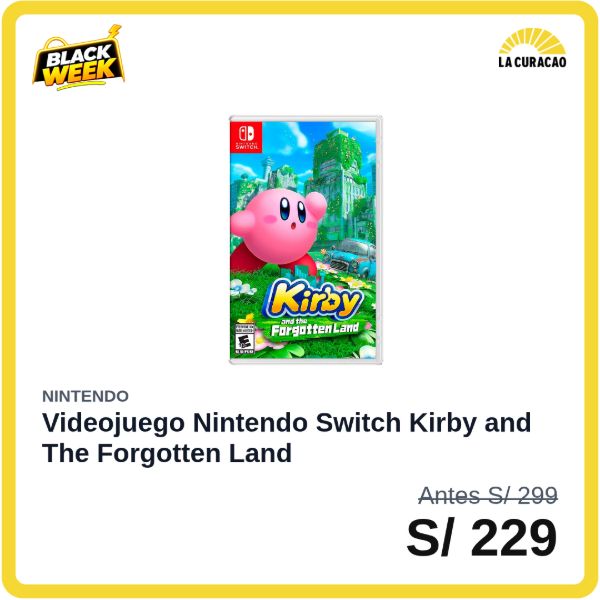 BLACK
WEEK
LA CURACAO
NINTENDO
SWITCH
Kirby
and the
Forgotten Land
E
NINTENDO
Videojuego Nintendo Switch Kirby and
The Forgotten Land
Antes S/ 299
S/ 229